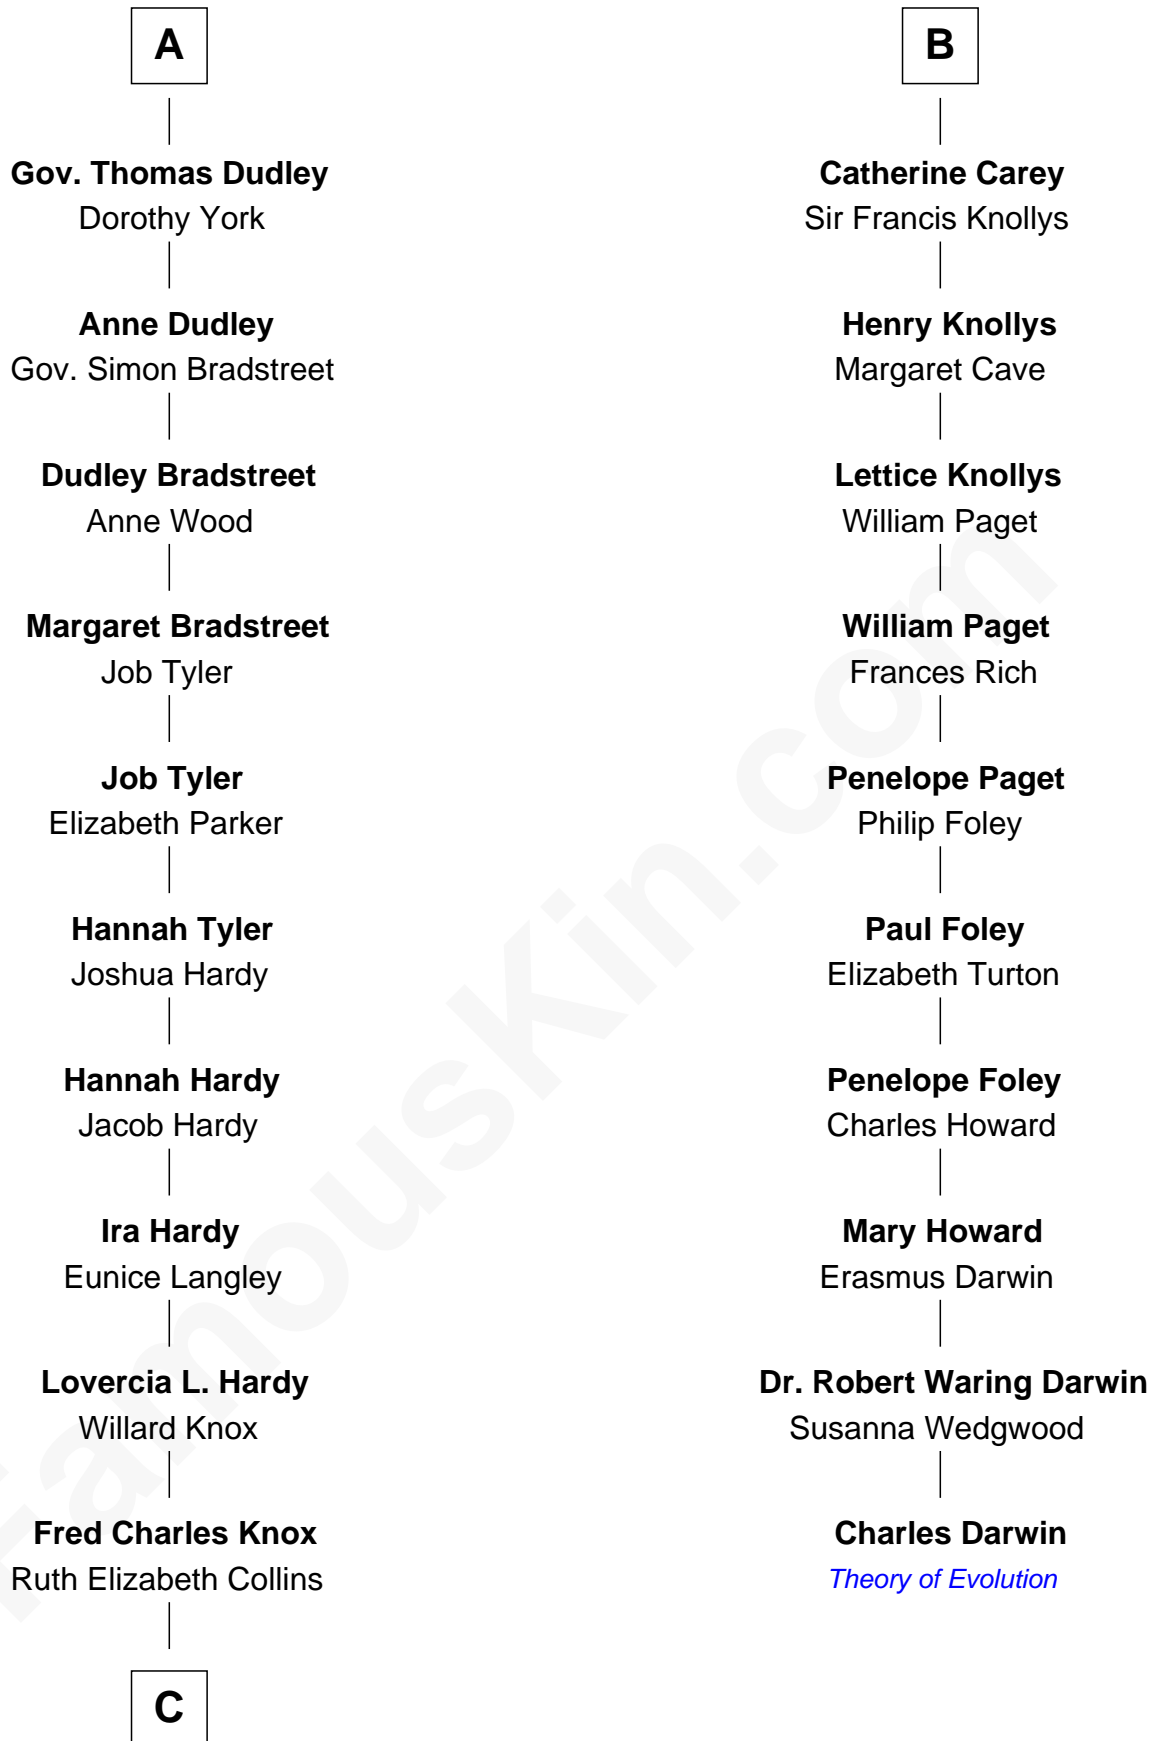 A
Gov. Thomas Dudley
Dorothy York
Anne Dudley
Gov. Simon Bradstreet
Dudley Bradstreet
Anne Wood
Margaret Bradstreet
Job Tyler
Job Tyler
Elizabeth Parker
Hannah Tyler
Joshua Hardy
Hannah Hardy
Jacob Hardy
Ira Hardy
Eunice Langley
Lovercia L. Hardy
Willard Knox
Fred Charles Knox
Ruth Elizabeth Collins
C
B
Catherine Carey
Sir Francis Knollys
Henry Knollys
Margaret Cave
Lettice Knollys
William Paget
William Paget
Frances Rich
Penelope Paget
Philip Foley
Paul Foley
Elizabeth Turton
Penelope Foley
Charles Howard
Mary Howard
Erasmus Darwin
Dr. Robert Waring Darwin
Susanna Wedgwood
Charles Darwin
Theory of Evolution
FamousKin.com